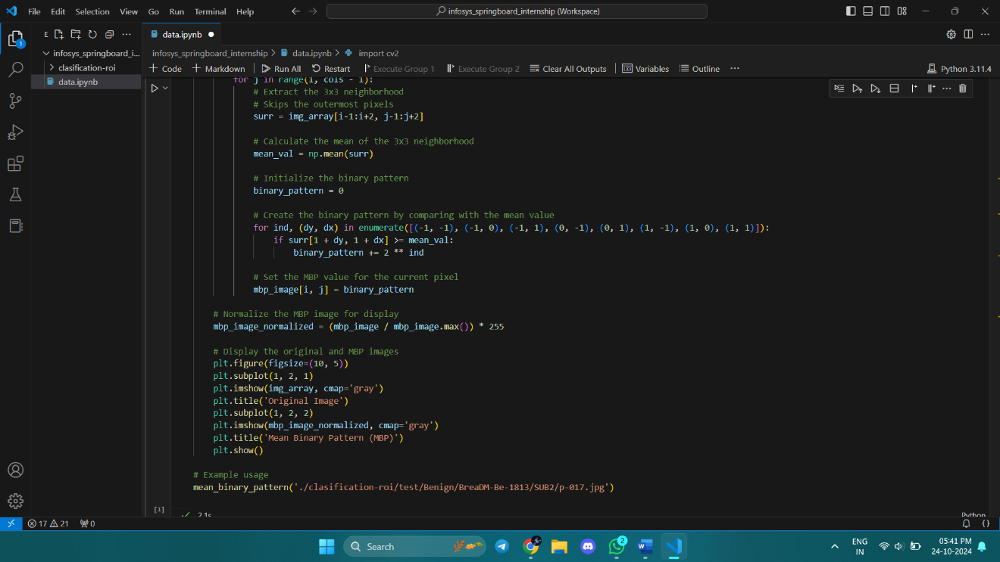 File Edit Selection View Go Run Terminal Help
infosys_springboard_internship (Workspace)
E
data.ipynb
infosys_springboard_i...
clasification-roi
data.ipynb
1
infosys_springboard_internship > data.ipynb > import cv2
+ Code + Markdown Run All Restart Execute Group 1 Execute Group 2 Clear All Outputs Variables Outline ... Python 3.11.4
for j in range(1, cols - 1):
# Extract the 3x3 neighborhood
# Skips the outermost pixels
surr = img_array[i-1:i+2, j-1:j+2]
# Calculate the mean of the 3x3 neighborhood
mean_val = np.mean(surr)
# Initialize the binary pattern
binary_pattern = 0
# Create the binary pattern by comparing with the mean value
for ind, (dy, dx) in enumerate([(-1, -1), (-1, 0), (-1, 1), (0, -1), (0, 1), (1, -1), (1, 0), (1, 1)]):
if surr[1 + dy, 1 + dx] >= mean_val:
binary_pattern += 2 ** ind
# Set the MBP value for the current pixel
mbp_image[i, j] = binary_pattern
# Normalize the MBP image for display
mbp_image_normalized = (mbp_image / mbp_image.max()) * 255
# Display the original and MBP images
plt.figure(figsize=(10, 5))
plt.subplot(1, 2, 1)
plt.imshow(img_array, cmap='gray')
plt.title('Original Image')
plt.subplot(1, 2, 2)
plt.imshow(mbp_image_normalized, cmap='gray')
plt.title('Mean Binary Pattern (MBP)')
plt.show()
# Example usage
mean_binary_pattern('./clasification-roi/test/Benign/BreaDM-Be-1813/SUB2/p-017.jpg')
[1]
2.1s
Python
17 21 0 {}
Search
2
ENG
IN
05:41 PM
24-10-2024